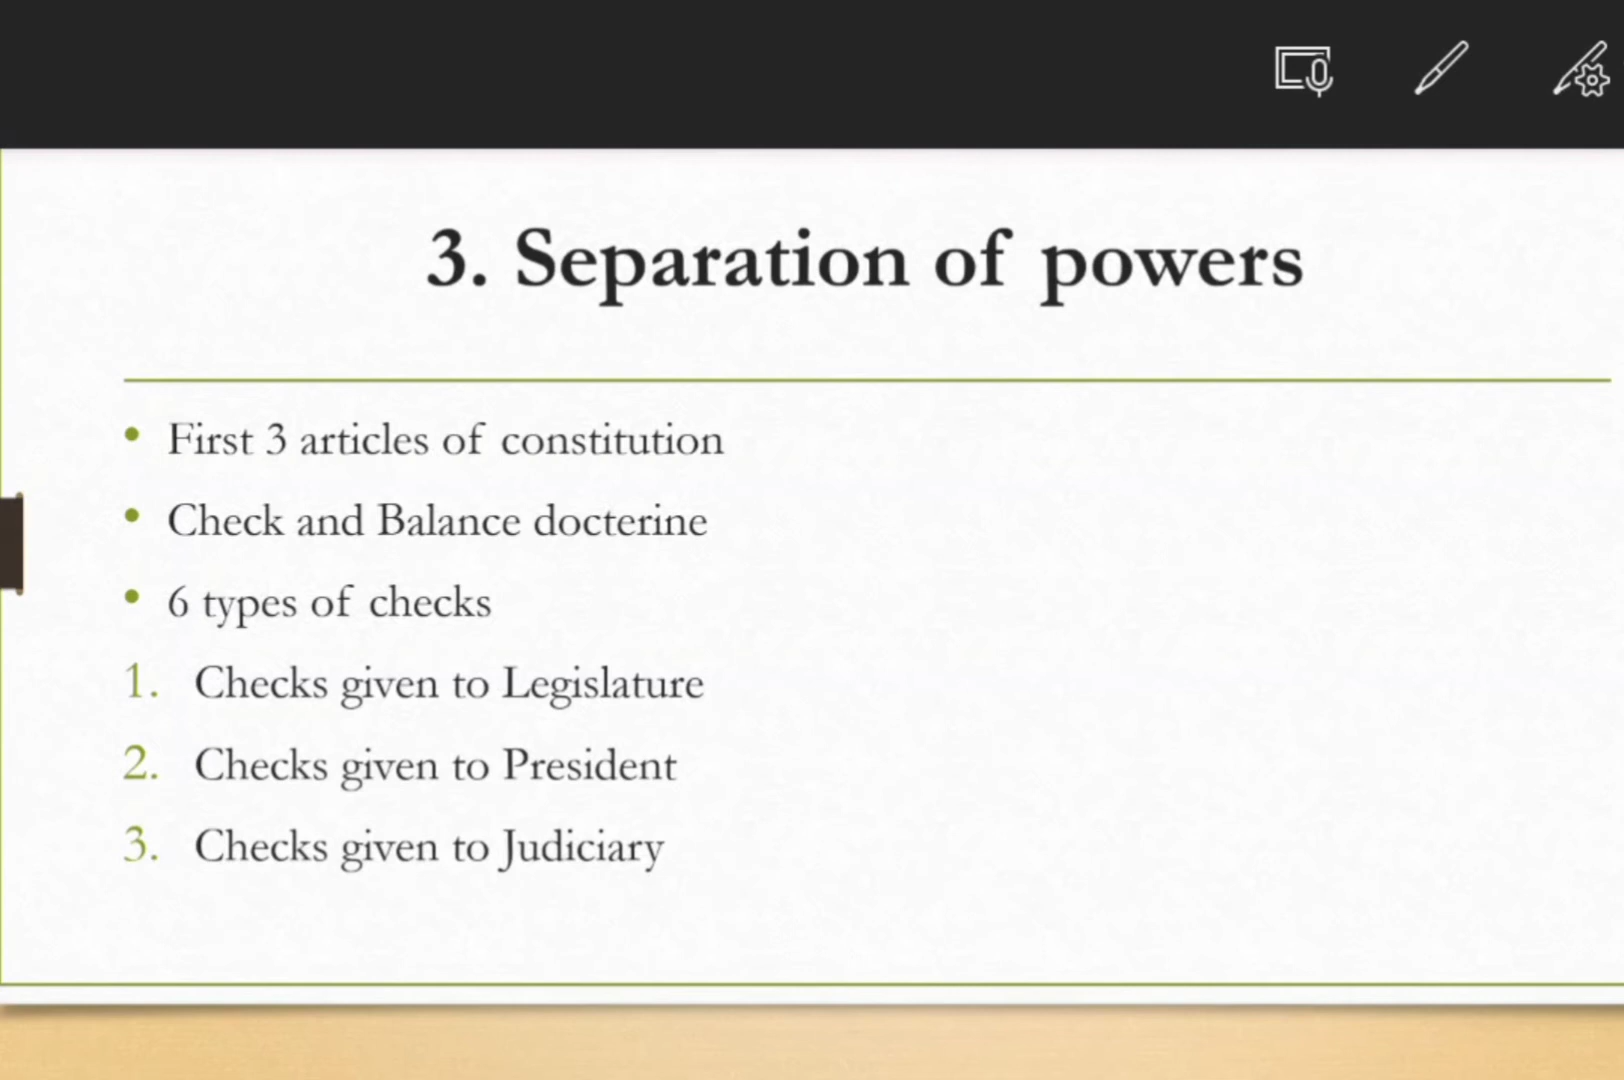 3. Separation of powers
• First 3 articles of constitution
• Check and Balance docterine
• 6 types of checks
1. Checks given to Legislature
2. Checks given to President
3. Checks given to Judiciary